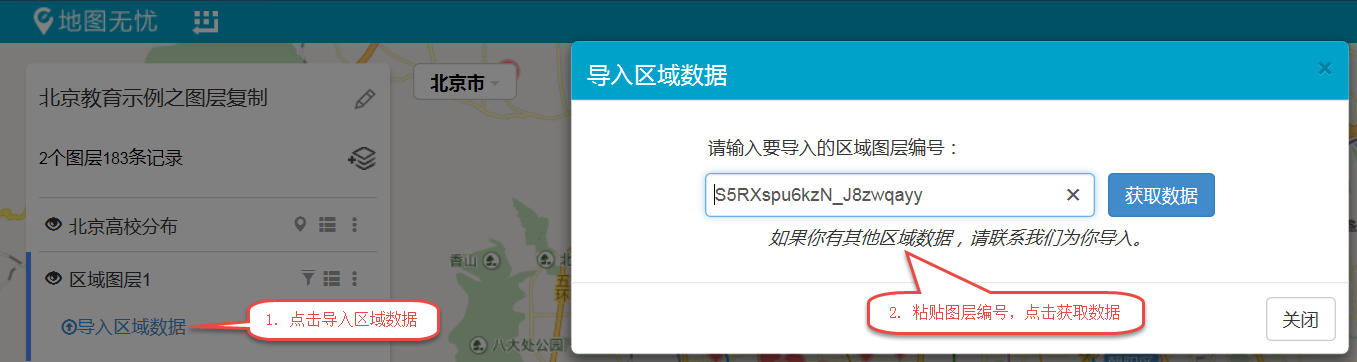 地图无忧
北京教育示例之图层复制
2个图层183条记录
北京高校分布
区域图层1
导入区域数据
1. 点击导入区域数据
北京市
香山
五
环
八大处公园
导入区域数据
×
请输入要导入的区域图层编号：
S5RXspu6kzN_J8zwqayy
×
获取数据
如果你有其他区域数据，请联系我们为你导入。
2. 粘贴图层编号，点击获取数据
关闭
朝阳区